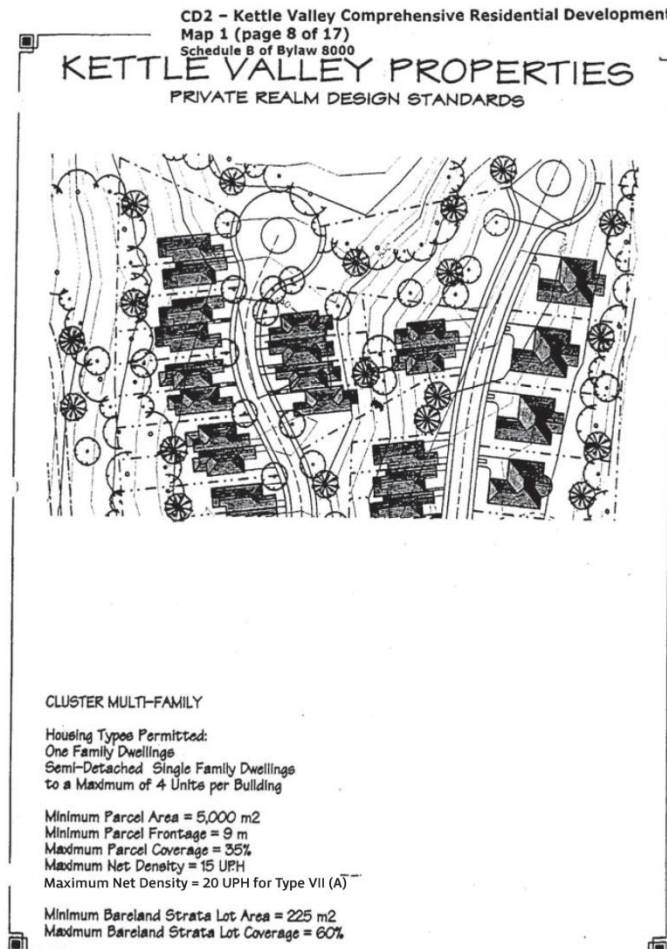 CD2 – Kettle Valley Comprehensive Residential Development
Map 1 (page 8 of 17)
Schedule B of Bylaw 8000
KETTLE VALLEY PROPERTIES
PRIVATE REALM DESIGN STANDARDS
CLUSTER MULTI-FAMILY
Housing Types Permitted:
One Family Dwellings
Semi-Detached Single Family Dwellings
to a Maximum of 4 Units per Building
Minimum Parcel Area = 5,000 m2
Minimum Parcel Frontage = 9 m
Maximum Parcel Coverage = 35%
Maximum Net Density = 15 UPH
Maximum Net Density = 20 UPH for Type VII (A)
Minimum Bareland Strata Lot Area = 225 m2
Maximum Bareland Strata Lot Coverage = 60%